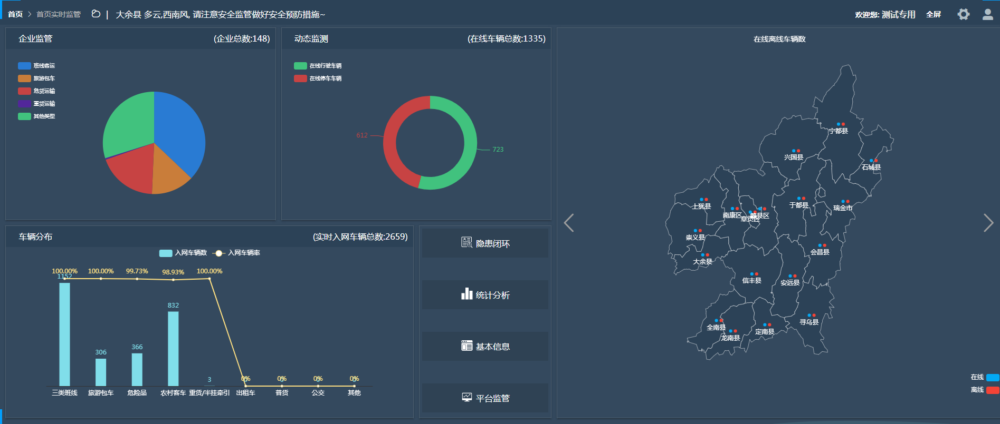 首页 > 首页实时监管 | 大余县 多云,西南风, 请注意安全监管做好安全预防措施~
欢迎您: 测试专用 全屏
企业监管 (企业总数:148)
班线客运
旅游包车
危货运输
重货运输
其他类型
动态监测 (在线车辆总数:1335)
在线行驶车辆
在线停车车辆
612
723
车辆分布 (实时入网车辆总数:2659)
入网车辆数 入网车辆率
100.00% 100.00% 99.73% 98.93% 100.00%
1152
832
366
306
3
0% 0% 0% 0%
三类班线 旅游包车 危险品 农村客车 重货/半挂牵引 出租车 普货 公交 其他
隐患闭环
统计分析
基本信息
平台监管
在线离线车辆数
宁都县
兴国县
石城县
上犹县
于都县
瑞金市
南康区
章贡区
赣县区
崇义县
会昌县
大余县
信丰县
安远县
寻乌县
全南县
定南县
龙南县
在线
离线